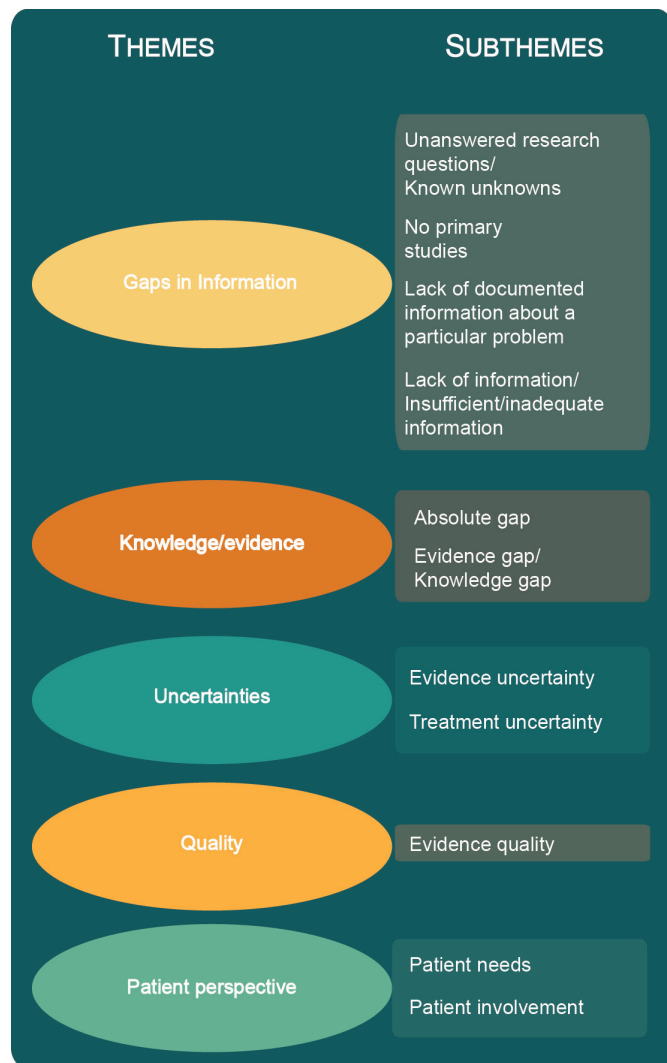 THEMES
SUBTHEMES
Gaps in Information
Unanswered research
questions/
Known unknowns
No primary
studies
Lack of documented
information about a
particular problem
Lack of information/
Insufficient/inadequate
information
Knowledge/evidence
Absolute gap
Evidence gap/
Knowledge gap
Uncertainties
Evidence uncertainty
Treatment uncertainty
Quality
Evidence quality
Patient perspective
Patient needs
Patient involvement